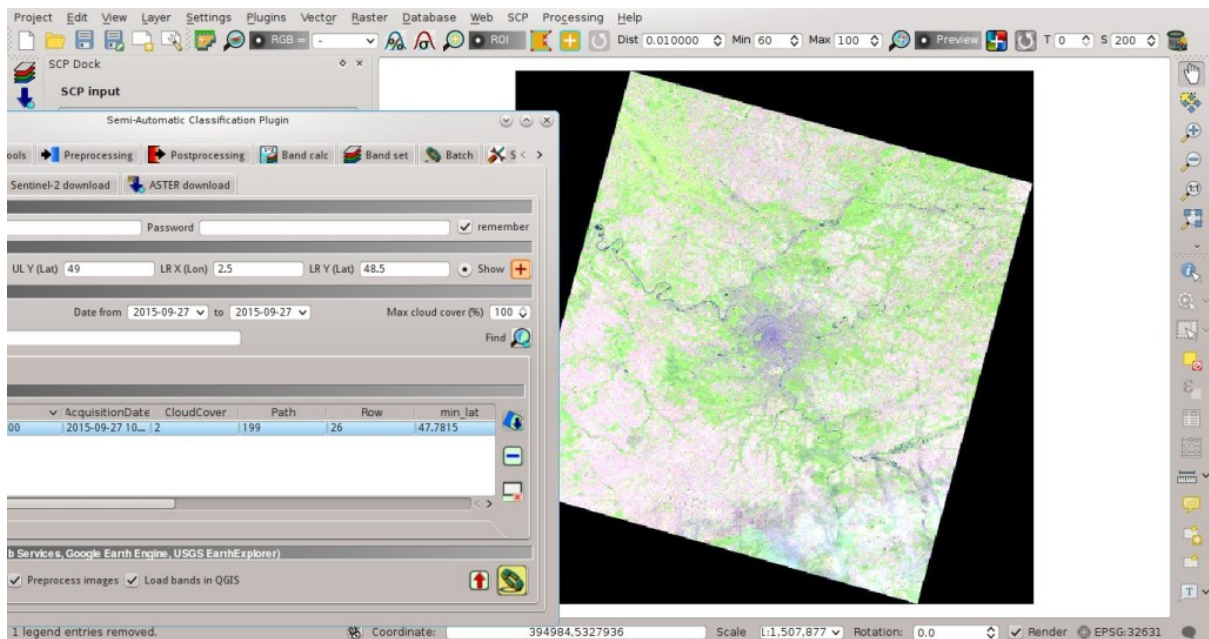 Project Edit View Layer Settings Plugins Vector Raster Database Web SCP Processing Help
RGB = - ROI Dist 0.010000 Min 60 Max 100 Preview T 0 S 200
SCP Dock
SCP input
Semi-Automatic Classification Plugin
ools Preprocessing Postprocessing Band calc Band set Batch S
Sentinel-2 download ASTER download
Password remember
UL Y (Lat) 49 LR X (Lon) 2.5 LR Y (Lat) 48.5 Show
Date from 2015-09-27 to 2015-09-27 Max cloud cover (%) 100
Find
AcquisitionDate CloudCover Path Row min_lat
00 2015-09-27 10... 2 199 26 47.7815
b Services, Google Earth Engine, USGS EarthExplorer)
Preprocess images Load bands in QGIS
1 legend entries removed. Coordinate: 394984,5327936 Scale 1:1,507,877 Rotation: 0.0 Render EPSG:32631